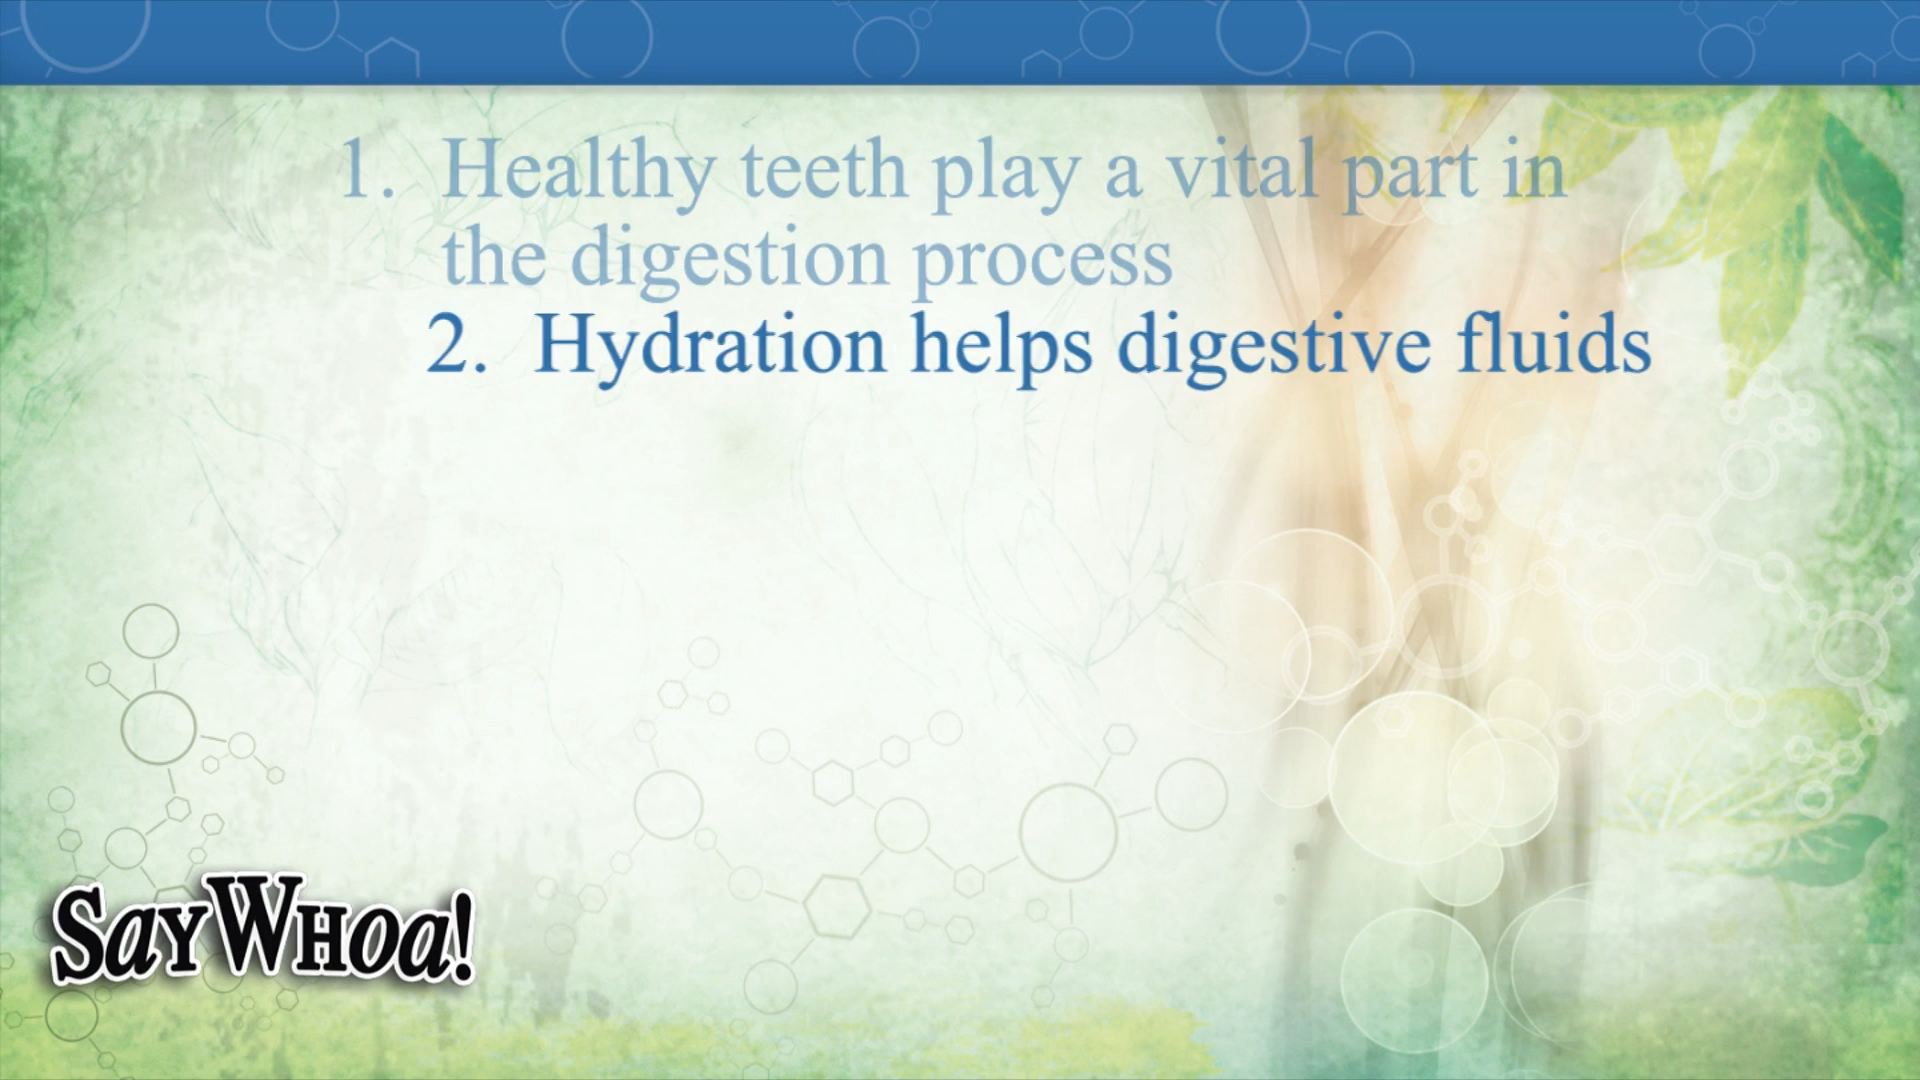 1. Healthy teeth play a vital part in
the digestion process
2. Hydration helps digestive fluids
SayWhoa!